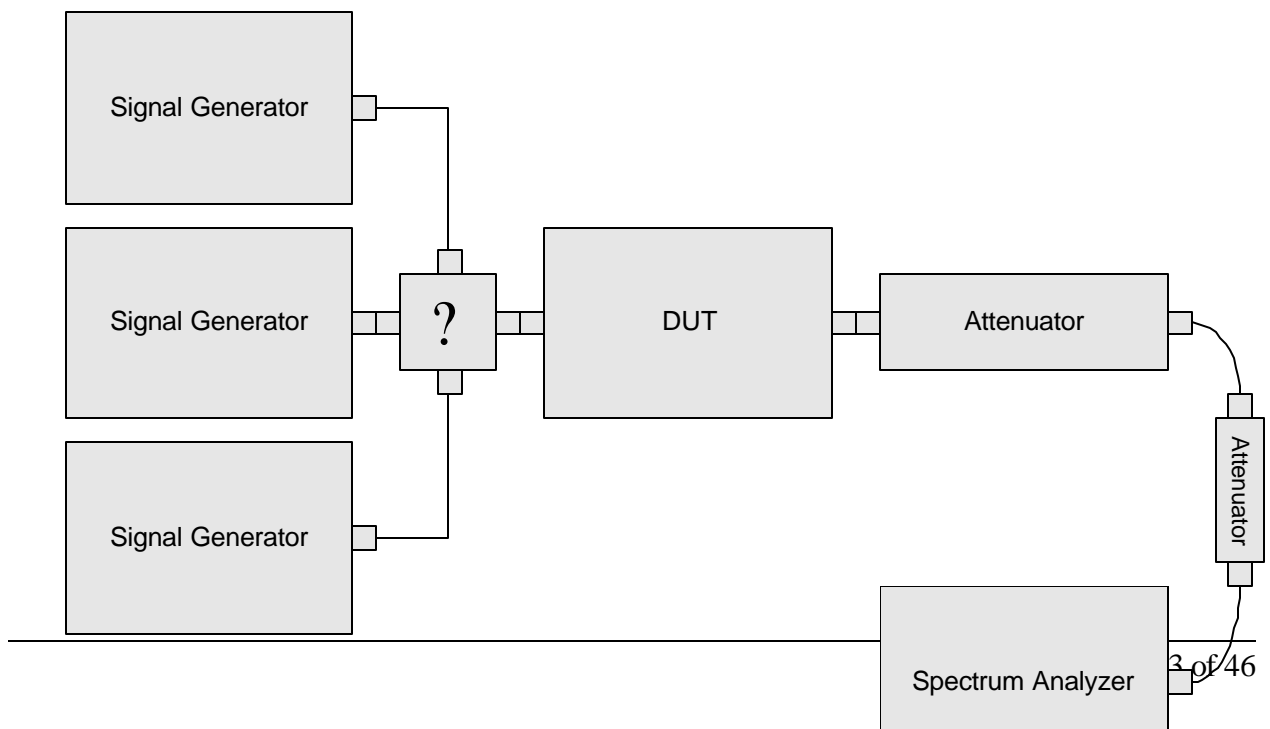 Signal Generator
Signal Generator
?
DUT
Attenuator
Signal Generator
Attenuator
Spectrum Analyzer
3 of 46